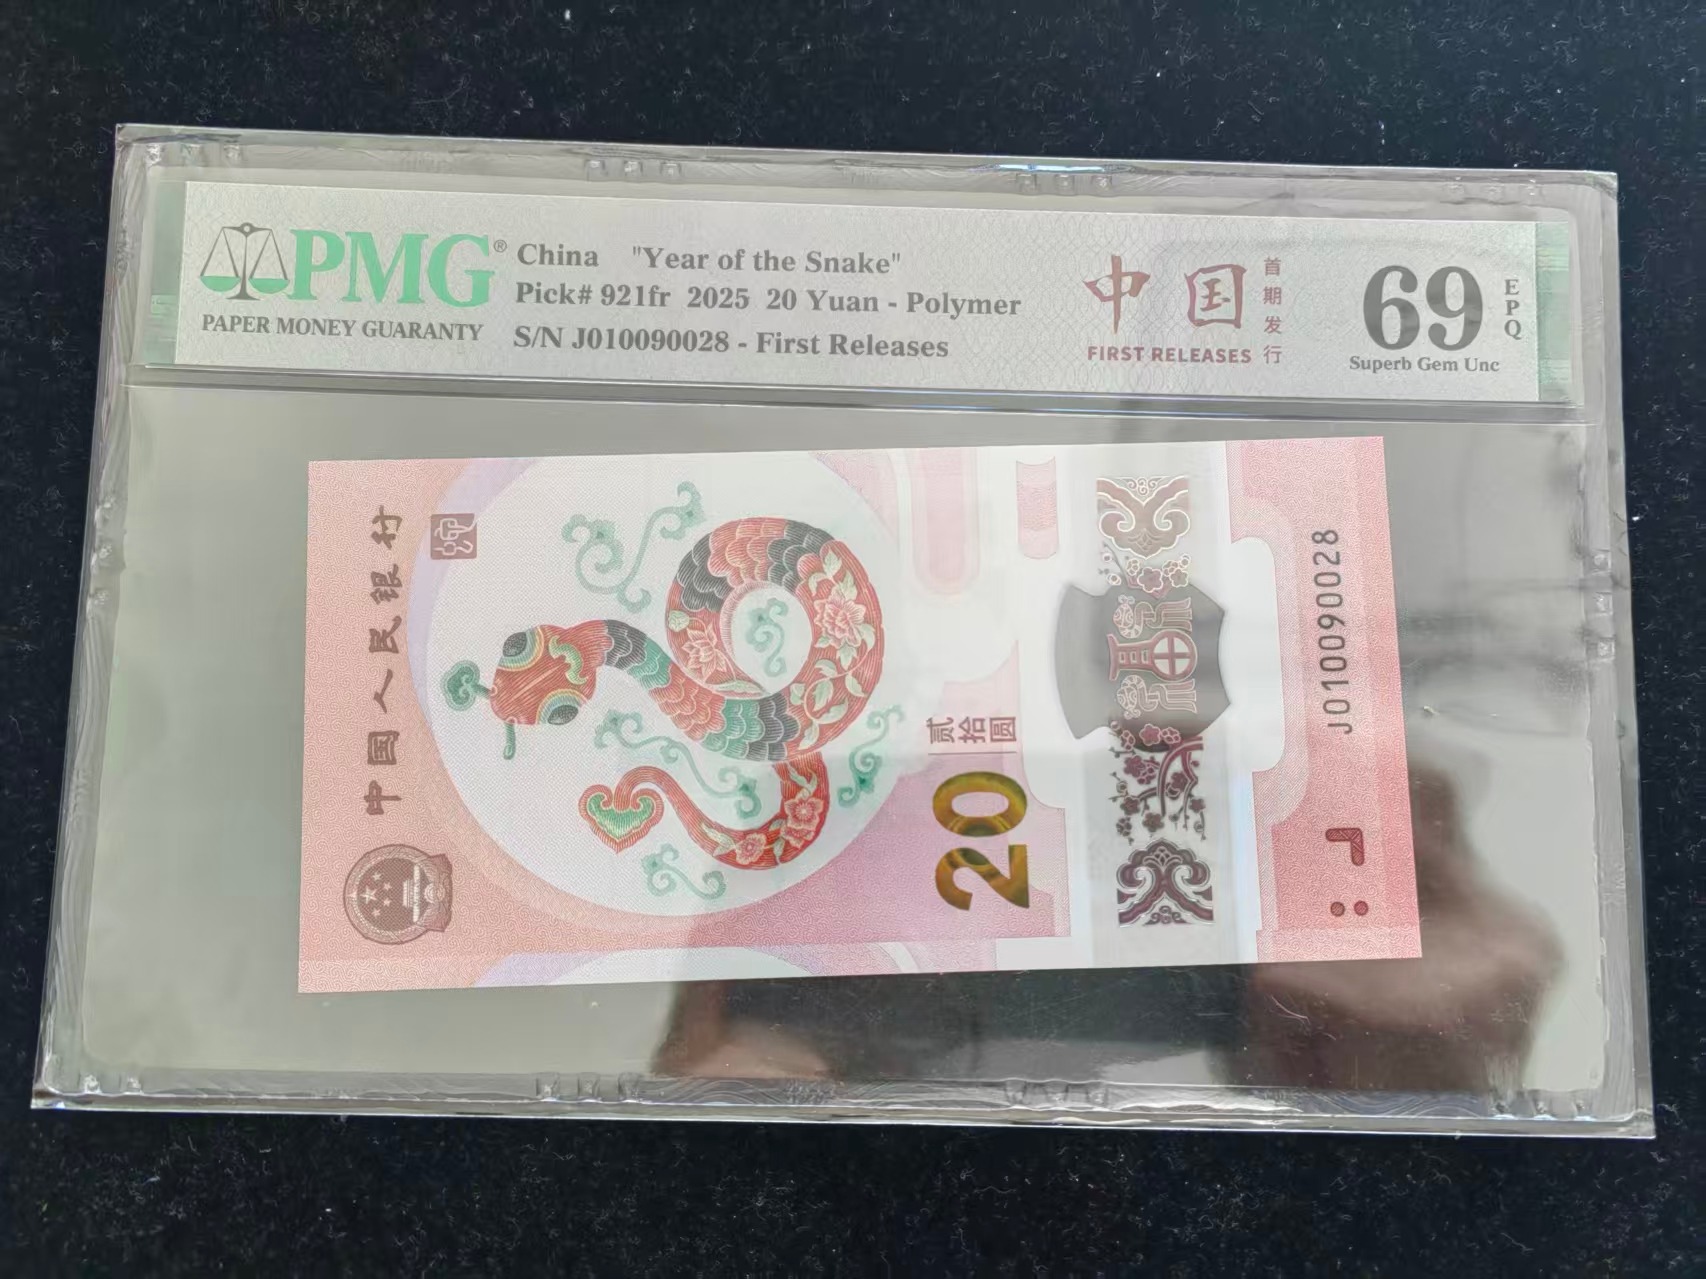 PMG®
PAPER MONEY GUARANTY
China "Year of the Snake"
Pick# 921fr 2025 20 Yuan - Polymer
S/N J010090028 - First Releases
中国
首期发行
FIRST RELEASES
69
EPQ
Superb Gem Unc
中国人民银行
贰拾圆
20
福
J010090028